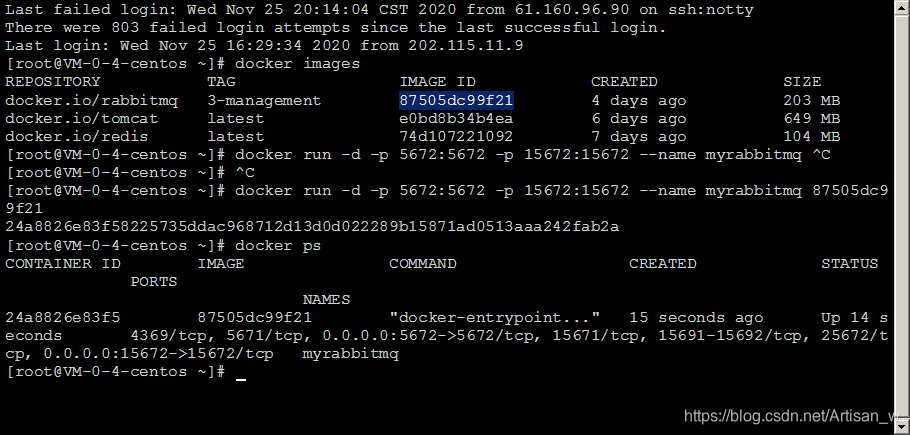 Last failed login: Wed Nov 25 20:14:04 CST 2020 from 61.160.96.90 on ssh:notty
There were 803 failed login attempts since the last successful login.
Last login: Wed Nov 25 16:29:34 2020 from 202.115.11.9
[root@VM-0-4-centos ~]# docker images
REPOSITORY TAG IMAGE ID CREATED SIZE
docker.io/rabbitmq 3-management 87505dc99f21 4 days ago 203 MB
docker.io/tomcat latest e0bd8b34b4ea 6 days ago 649 MB
docker.io/redis latest 74d107221092 7 days ago 104 MB
[root@VM-0-4-centos ~]# docker run -d -p 5672:5672 -p 15672:15672 --name myrabbitmq ^C
[root@VM-0-4-centos ~]# ^C
[root@VM-0-4-centos ~]# docker run -d -p 5672:5672 -p 15672:15672 --name myrabbitmq 87505dc9
9f21
24a8826e83f58225735ddac968712d13d0d022289b15871ad0513aaa242fab2a
[root@VM-0-4-centos ~]# docker ps
CONTAINER ID IMAGE COMMAND CREATED STATUS
PORTS
NAMES
24a8826e83f5 87505dc99f21 "docker-entrypoint..." 15 seconds ago Up 14 s
econds 4369/tcp, 5671/tcp, 0.0.0.0:5672->5672/tcp, 15671/tcp, 15691-15692/tcp, 25672/t
cp, 0.0.0.0:15672->15672/tcp myrabbitmq
[root@VM-0-4-centos ~]#
https://blog.csdn.net/Artisan_w